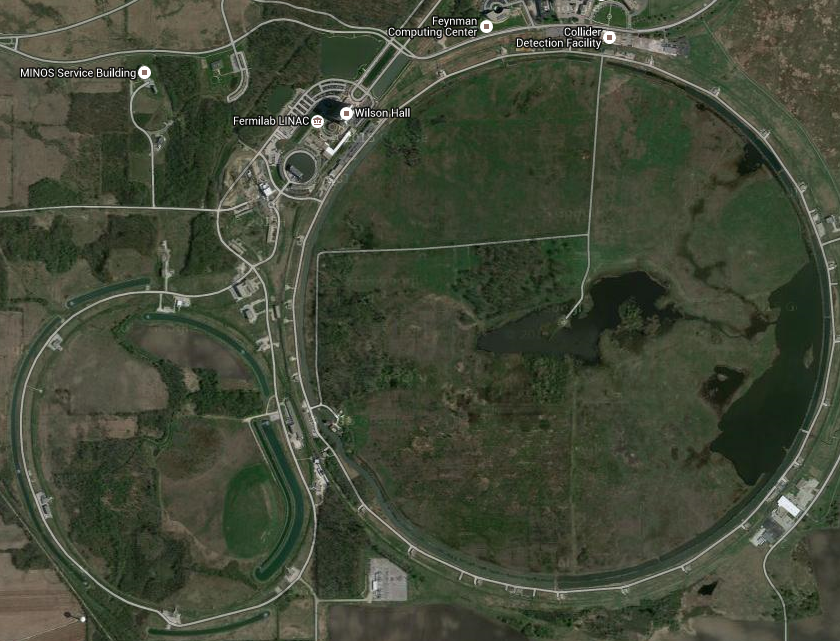 Feynman
Computing Center
Collider
Detection Facility
MINOS Service Building
Wilson Hall
Fermilab LINAC